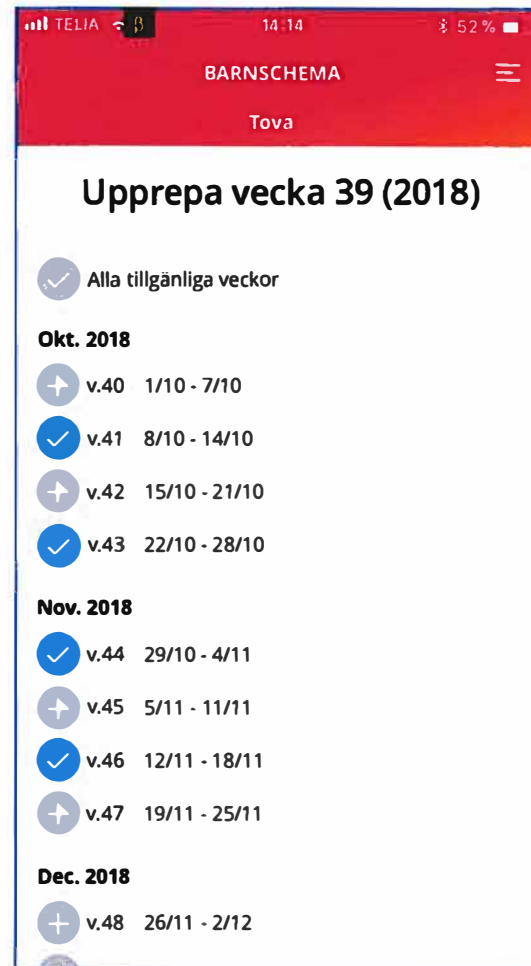 TELIA β 14:14 52 %
BARNSCHEMA
Tova
Upprepa vecka 39 (2018)
Alla tillgänliga veckor
Okt. 2018
v.40 1/10 - 7/10
v.41 8/10 - 14/10
v.42 15/10 - 21/10
v.43 22/10 - 28/10
Nov. 2018
v.44 29/10 - 4/11
v.45 5/11 - 11/11
v.46 12/11 - 18/11
v.47 19/11 - 25/11
Dec. 2018
v.48 26/11 - 2/12